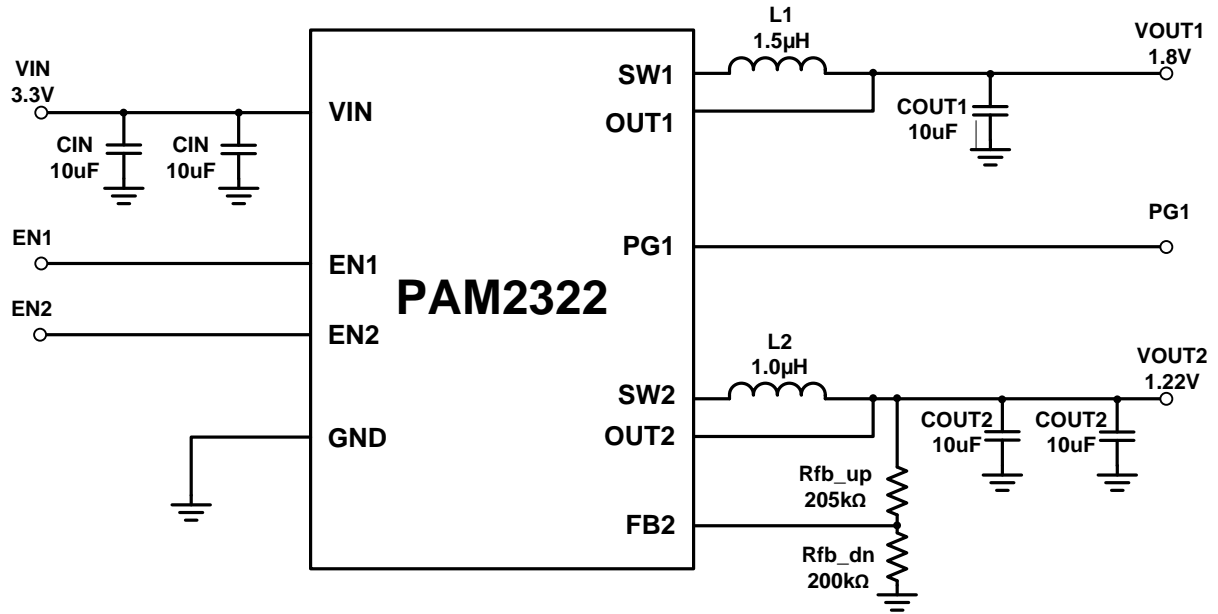 L1
1.5µH
VOUT1
1.8V
VIN
3.3V
SW1
VIN
OUT1
COUT1
10uF
CIN
10uF
CIN
10uF
PG1
EN1
PG1
EN1
PAM2322
EN2
EN2
L2
1.0µH
VOUT2
1.22V
SW2
COUT2
10uF
COUT2
10uF
GND
OUT2
Rfb_up
205kΩ
FB2
Rfb_dn
200kΩ